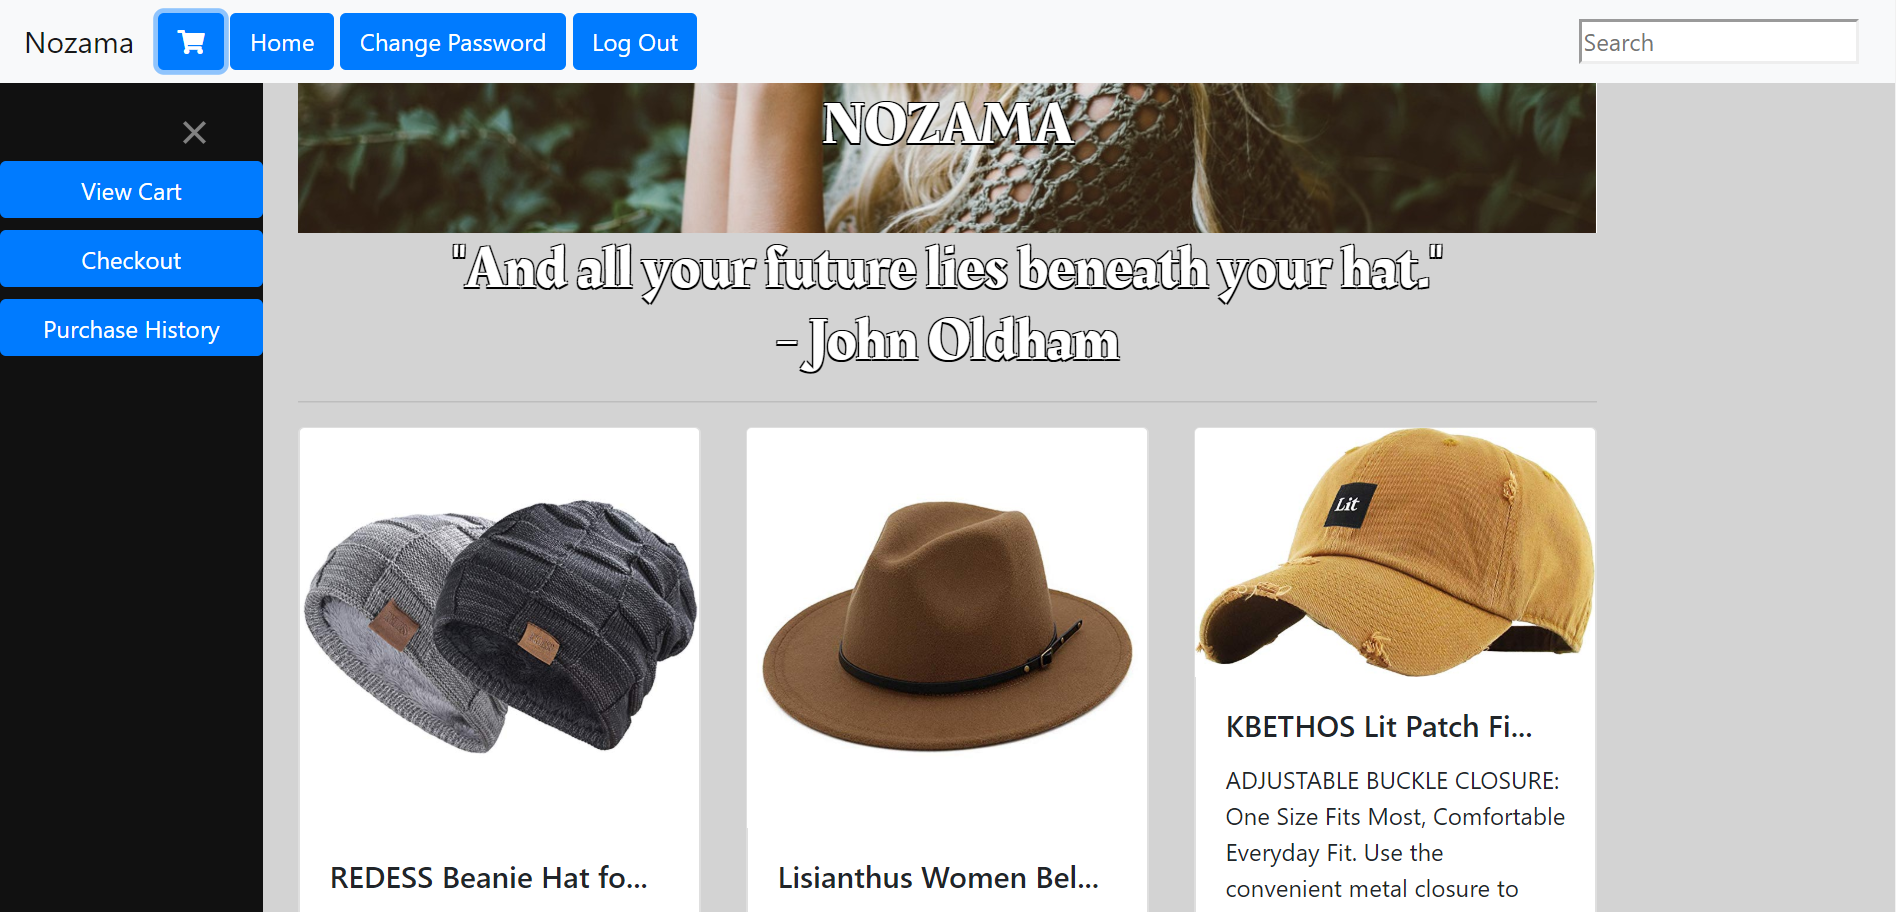 Nozama
Home
Change Password
Log Out
Search
×
View Cart
Checkout
Purchase History
NOZAMA
"And all your future lies beneath your hat."
- John Oldham
Lit
KBETHOS Lit Patch Fi...
ADJUSTABLE BUCKLE CLOSURE:
One Size Fits Most, Comfortable
Everyday Fit. Use the
convenient metal closure to
REDESS Beanie Hat fo...
Lisianthus Women Bel...